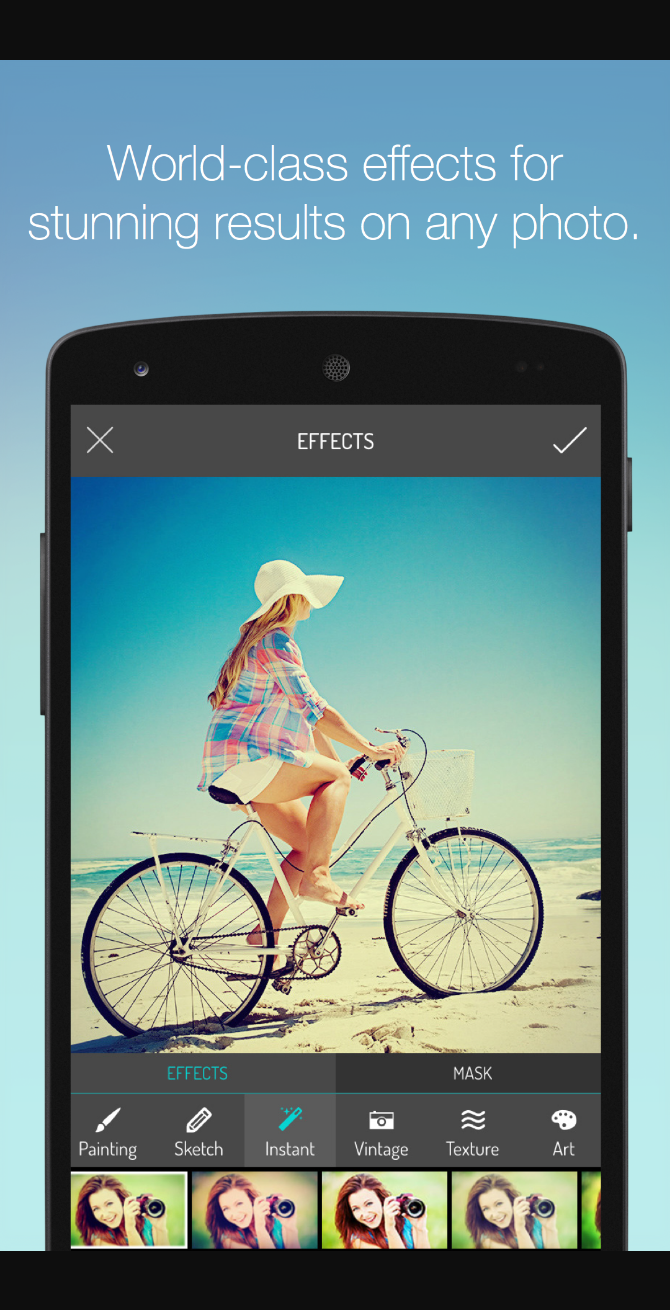 World-class effects for
stunning results on any photo.
EFFECTS
EFFECTS MASK
Painting Sketch Instant Vintage Texture Art